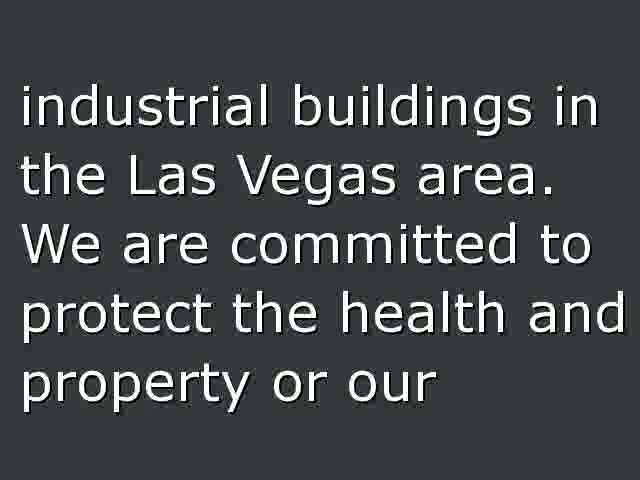 industrial buildings in
the Las Vegas area.
We are committed to
protect the health and
property or our